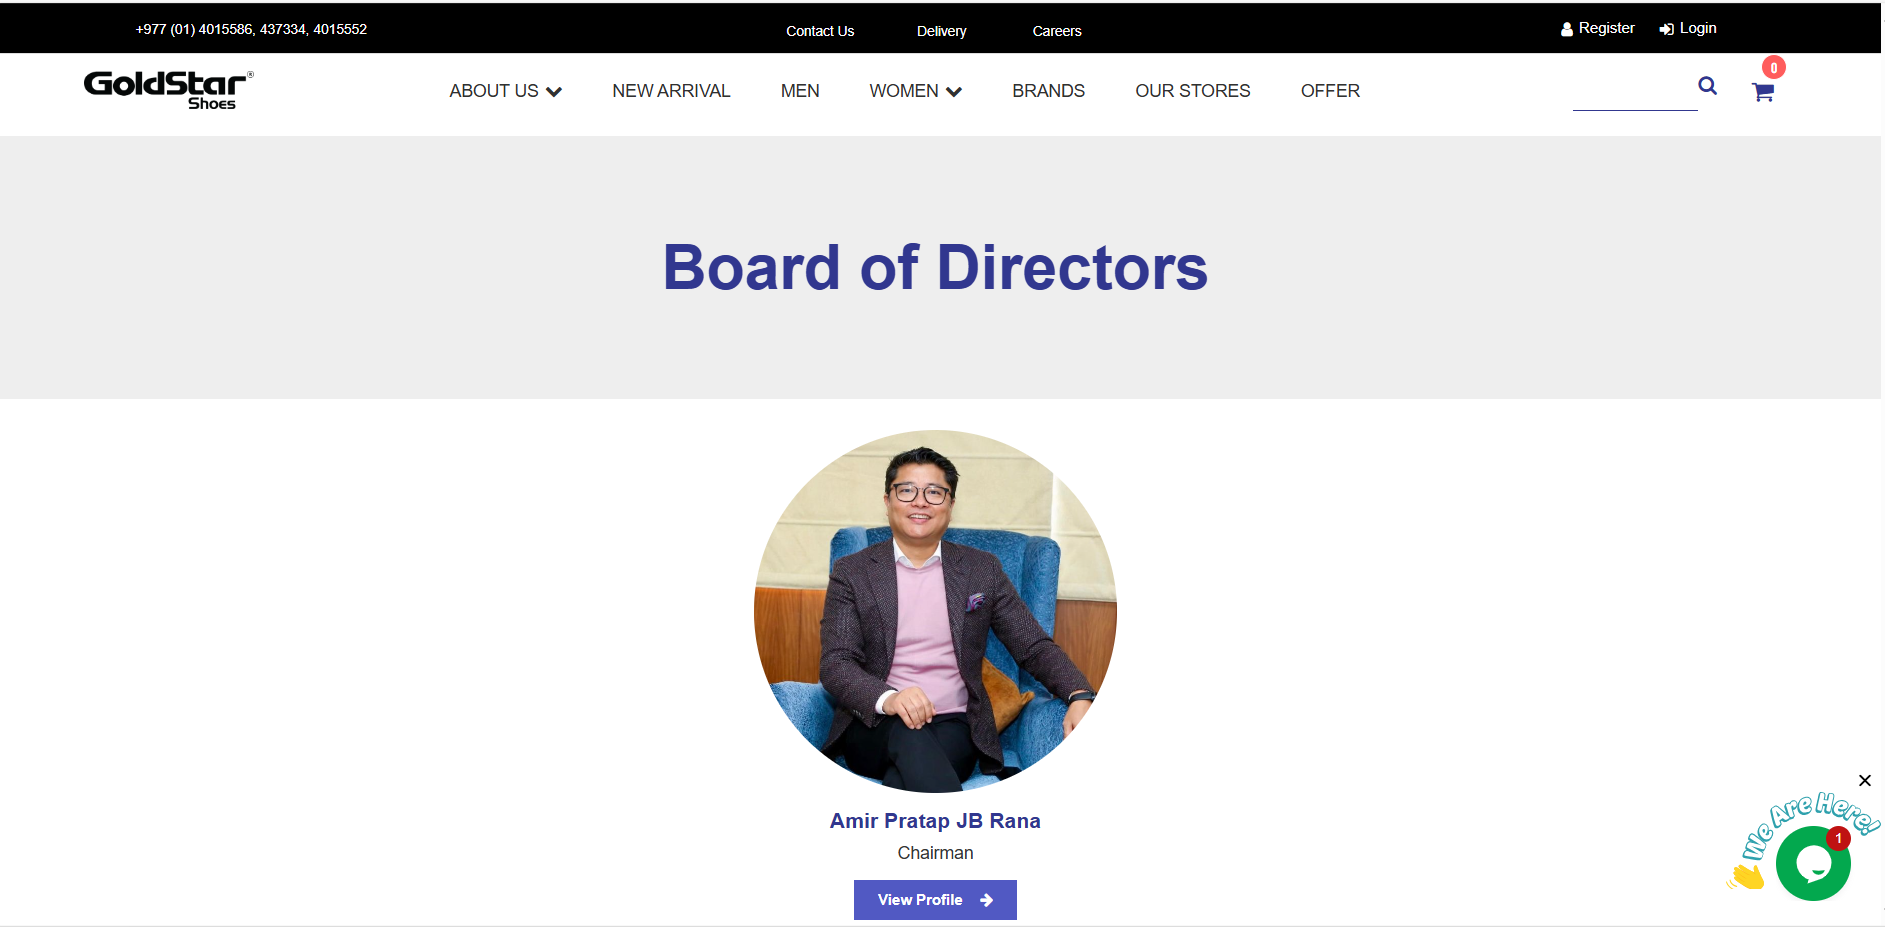 +977 (01) 4015586, 437334, 4015552
Contact Us
Delivery
Careers
Register
Login
GoldStar®
Shoes
ABOUT US
NEW ARRIVAL
MEN
WOMEN
BRANDS
OUR STORES
OFFER
0
Board of Directors
Amir Pratap JB Rana
Chairman
View Profile
We Are Here!
1